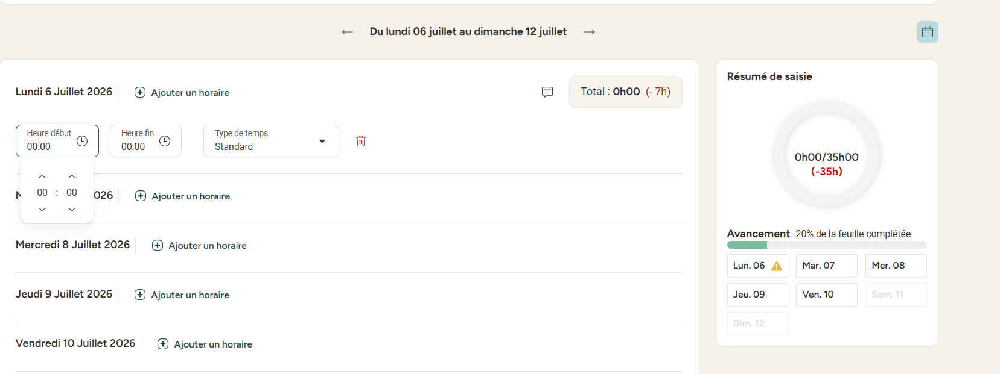 Du lundi 06 juillet au dimanche 12 juillet
Lundi 6 Juillet 2026
Ajouter un horaire
Total : 0h00 (- 7h)
Heure début
00:00
Heure fin
00:00
Type de temps
Standard
00 : 00
2026
Ajouter un horaire
Mercredi 8 Juillet 2026
Ajouter un horaire
Jeudi 9 Juillet 2026
Ajouter un horaire
Vendredi 10 Juillet 2026
Ajouter un horaire
Résumé de saisie
0h00/35h00
(-35h)
Avancement 20% de la feuille complétée
Lun. 06
Mar. 07
Mer. 08
Jeu. 09
Ven. 10
Sam. 11
Dim. 12